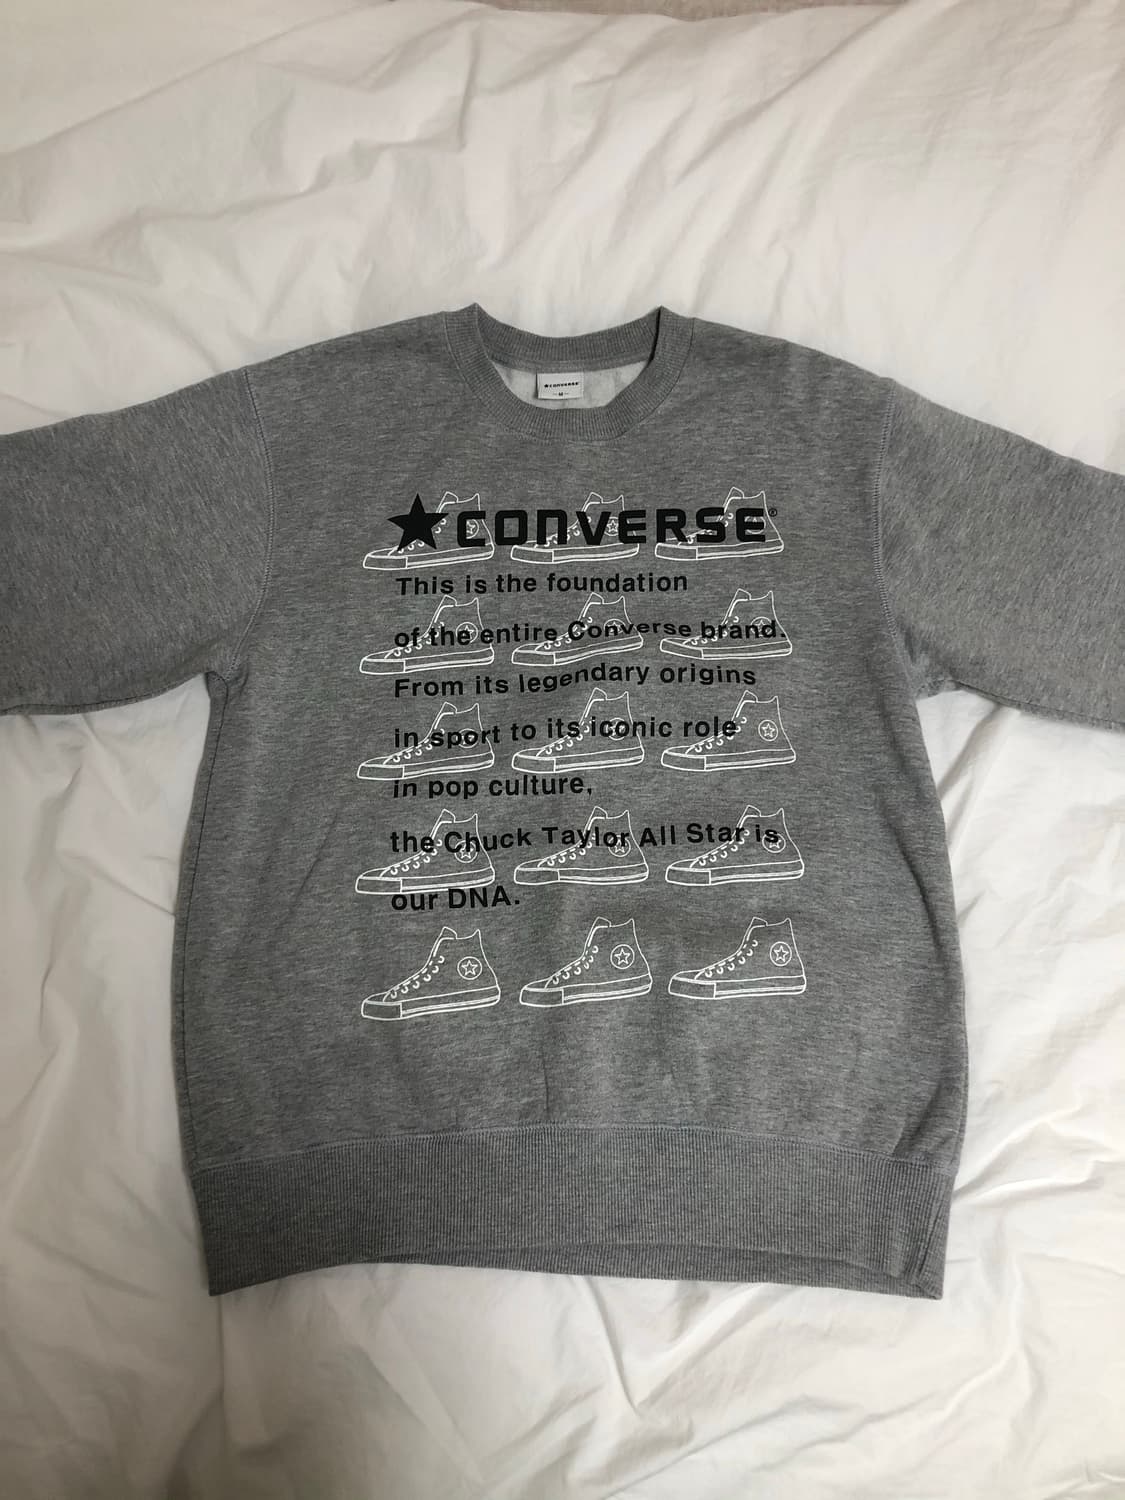 ★CONVERSE
M
★CONVERSE®
This is the foundation
of the entire Converse brand.
From its legendary origins
in sport to its iconic role
in pop culture,
the Chuck Taylor All Star is
our DNA.